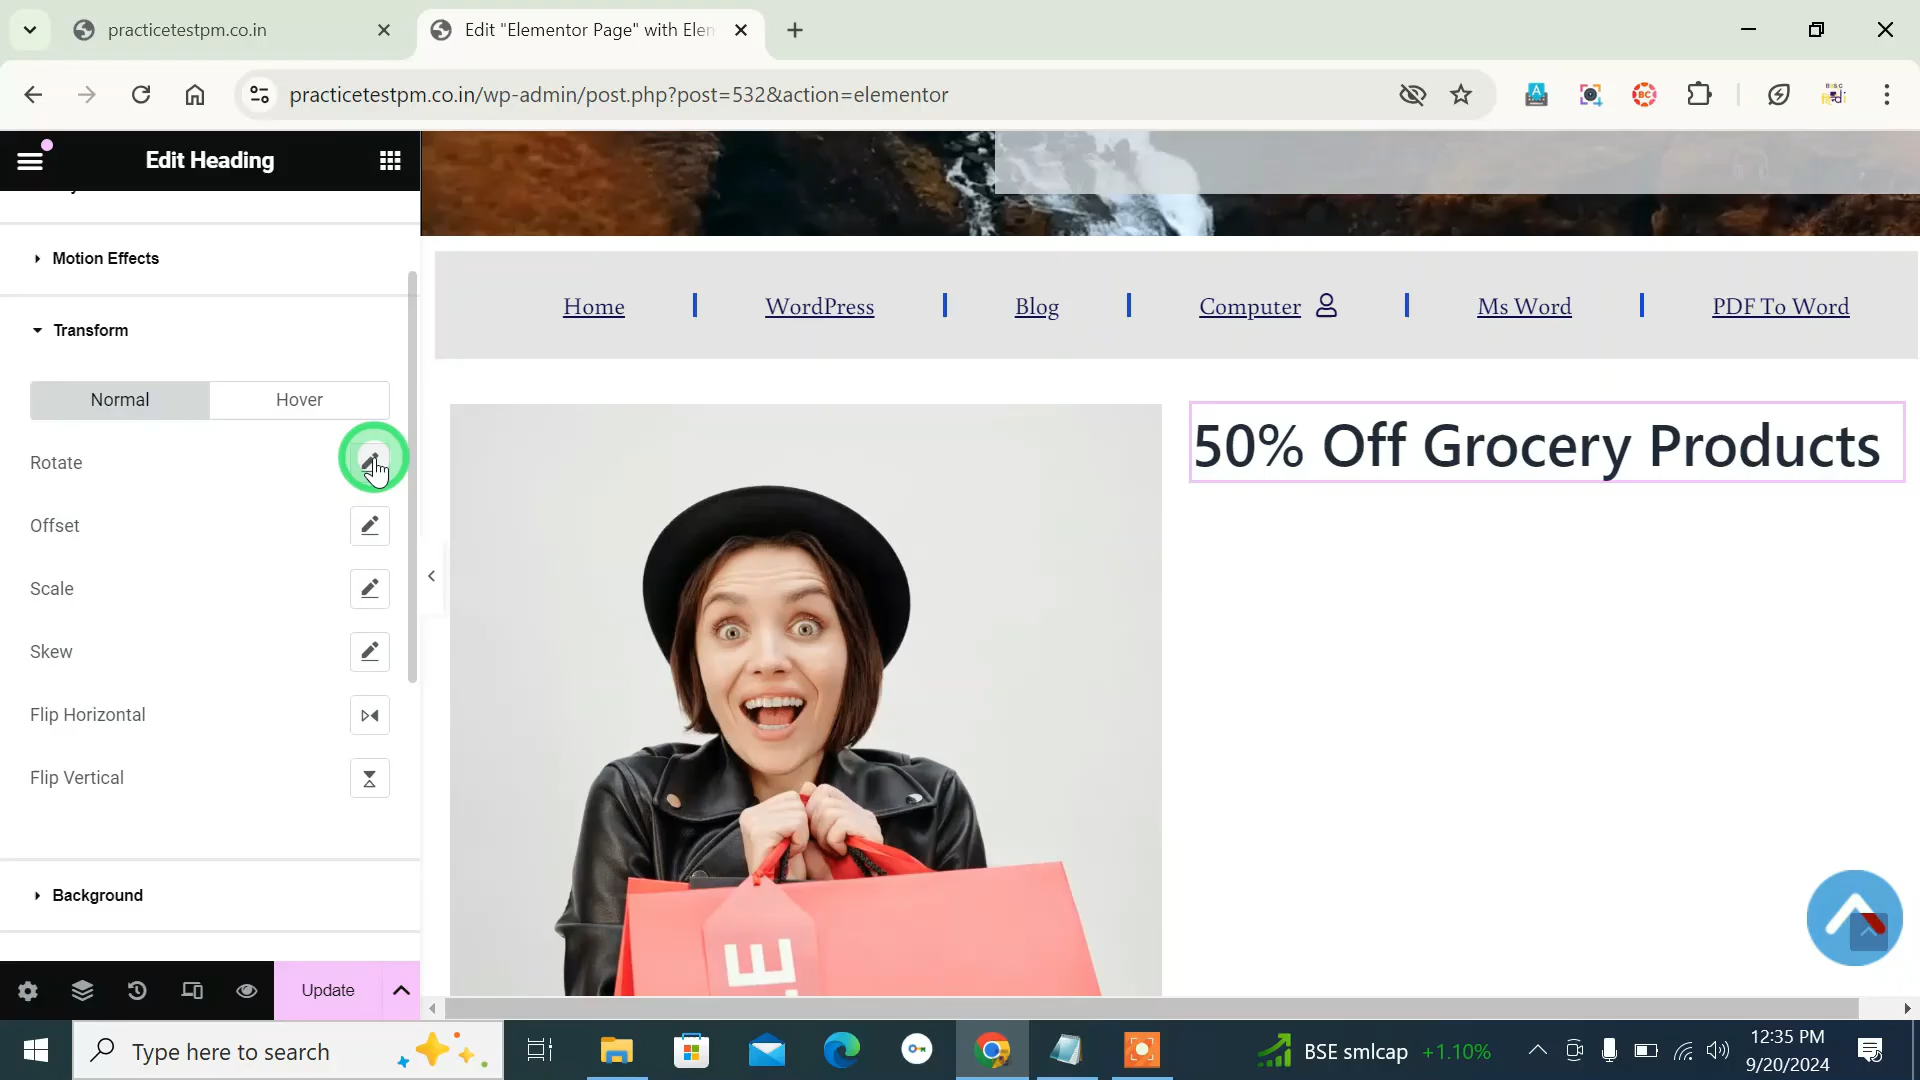 practicetestpm.co.in
Edit "Elementor Page" with Elen
practicetestpm.co.in/wp-admin/post.php?post=532&action=elementor
Edit Heading
Motion Effects
Transform
Normal
Hover
Rotate
Offset
Scale
Skew
Flip Horizontal
Flip Vertical
Background
Update
Home
WordPress
Blog
Computer
Ms Word
PDF To Word
50% Off Grocery Products
Type here to search
BSE smlcap +1.10%
12:35 PM
9/20/2024